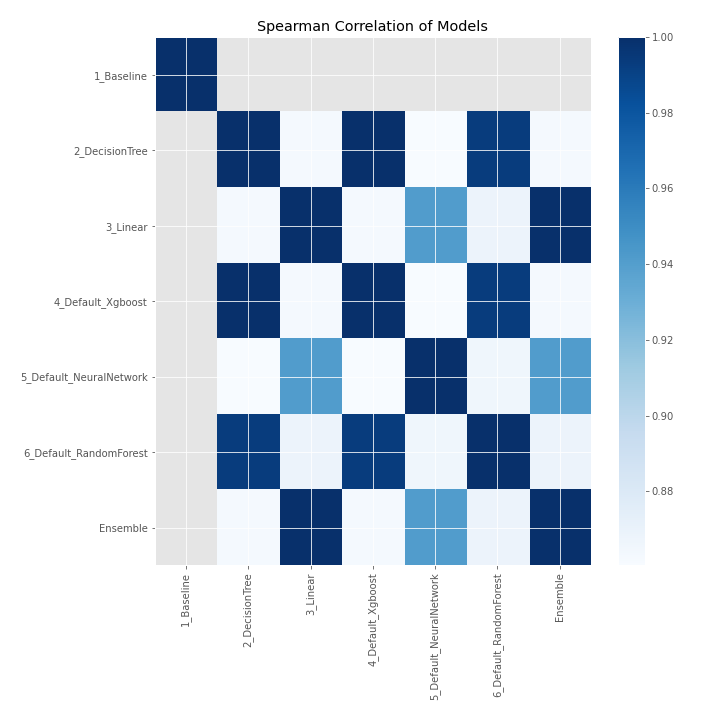 Spearman Correlation of Models
1_Baseline
2_DecisionTree
3_Linear
4_Default_Xgboost
5_Default_NeuralNetwork
6_Default_RandomForest
Ensemble
1_Baseline
2_DecisionTree
3_Linear
4_Default_Xgboost
5_Default_NeuralNetwork
6_Default_RandomForest
Ensemble
1.00
0.98
0.96
0.94
0.92
0.90
0.88